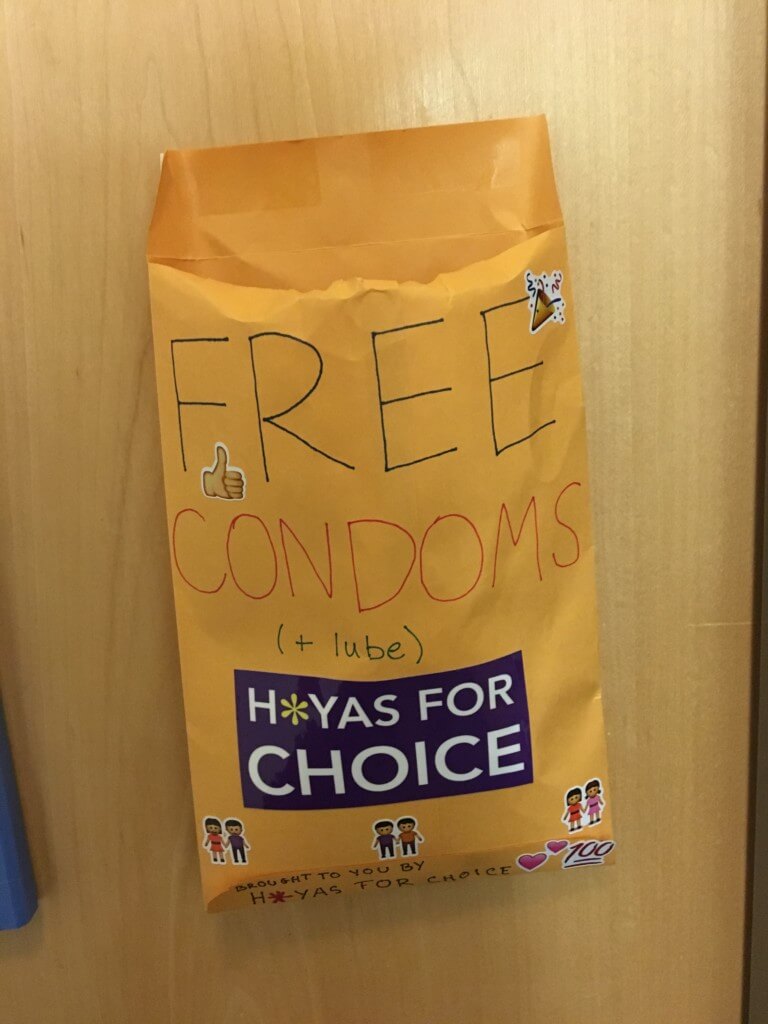 FREE
CONDOMS
(+ lube)
H*YAS FOR
CHOICE
BROUGHT TO YOU BY
H*YAS FOR CHOICE
100